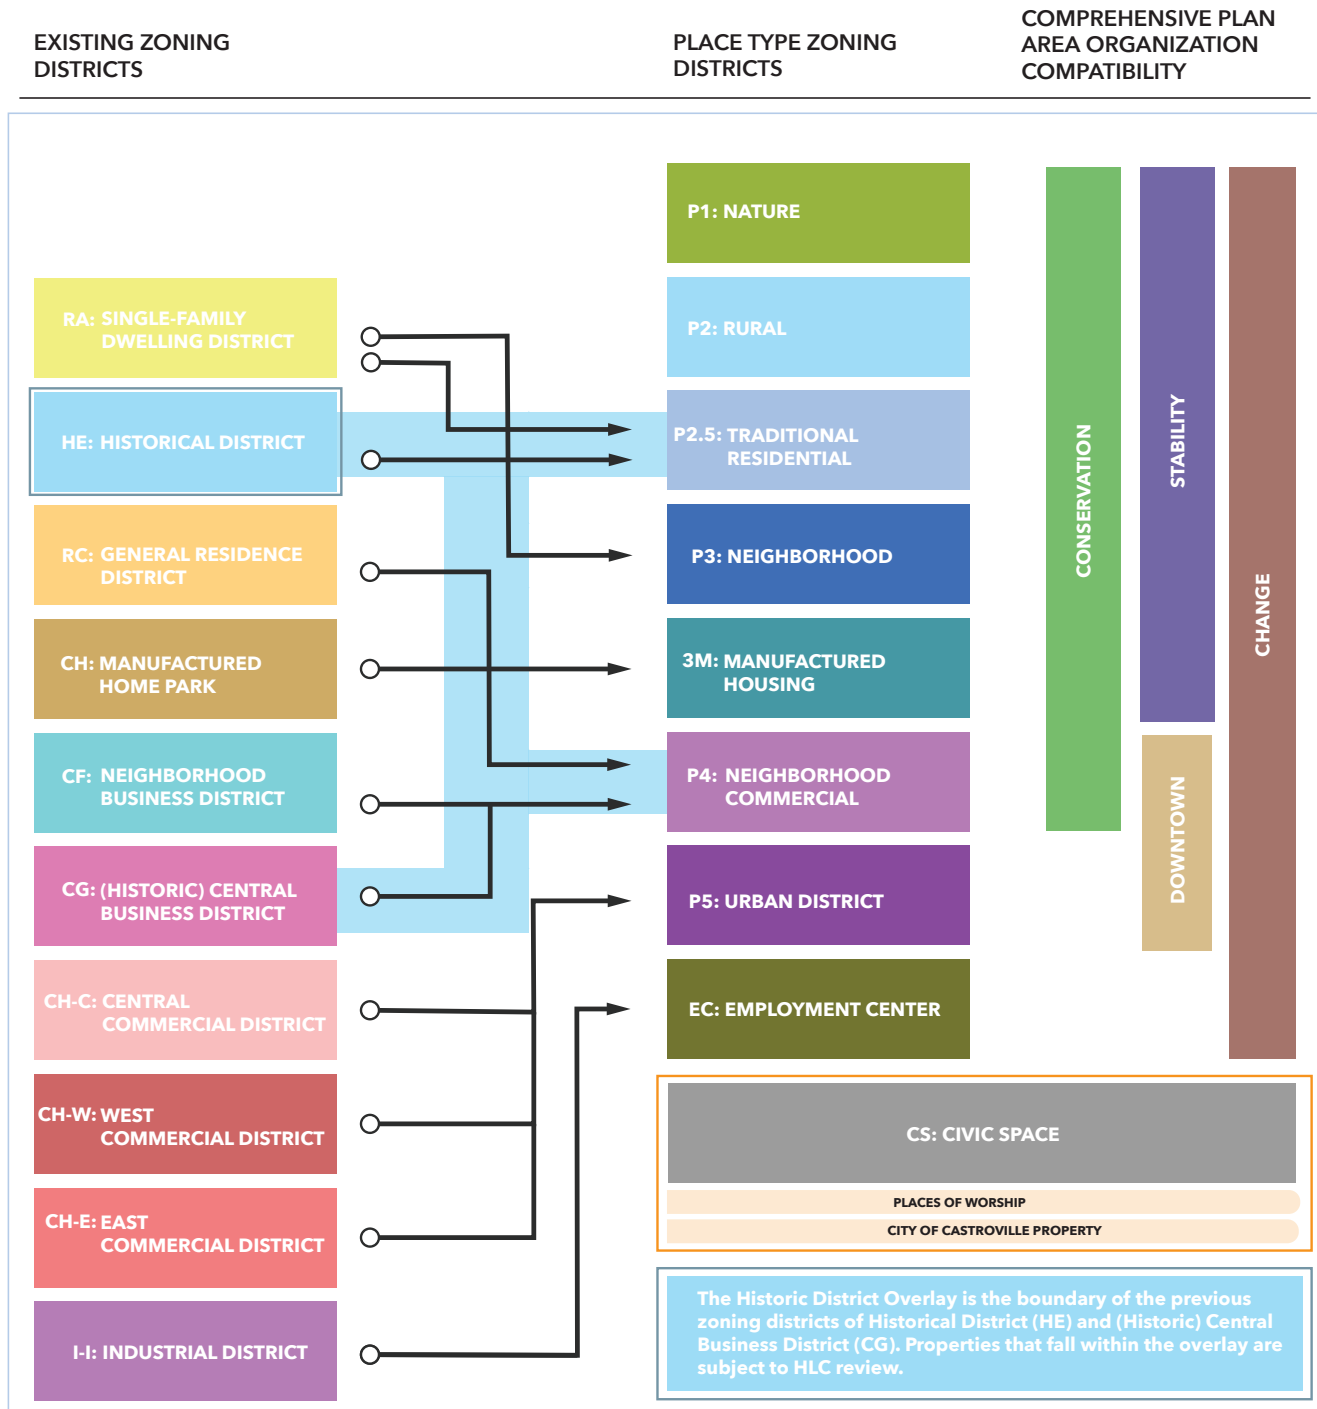 EXISTING ZONING
DISTRICTS
PLACE TYPE ZONING
DISTRICTS
COMPREHENSIVE PLAN
AREA ORGANIZATION
COMPATIBILITY
RA: SINGLE-FAMILY
DWELLING DISTRICT
HE: HISTORICAL DISTRICT
RC: GENERAL RESIDENCE
DISTRICT
CH: MANUFACTURED
HOME PARK
CF: NEIGHBORHOOD
BUSINESS DISTRICT
CG: (HISTORIC) CENTRAL
BUSINESS DISTRICT
CH-C: CENTRAL
COMMERCIAL DISTRICT
CH-W: WEST
COMMERCIAL DISTRICT
CH-E: EAST
COMMERCIAL DISTRICT
I-I: INDUSTRIAL DISTRICT
P1: NATURE
P2: RURAL
P2.5: TRADITIONAL
RESIDENTIAL
P3: NEIGHBORHOOD
3M: MANUFACTURED
HOUSING
P4: NEIGHBORHOOD
COMMERCIAL
P5: URBAN DISTRICT
EC: EMPLOYMENT CENTER
CONSERVATION
STABILITY
DOWNTOWN
CHANGE
CS: CIVIC SPACE
PLACES OF WORSHIP
CITY OF CASTROVILLE PROPERTY
The Historic District Overlay is the boundary of the previous
zoning districts of Historical District (HE) and (Historic) Central
Business District (CG). Properties that fall within the overlay are
subject to HLC review.